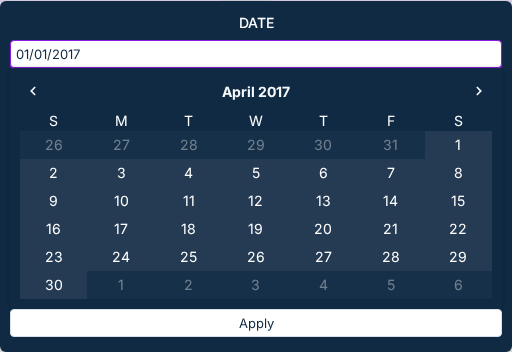 DATE
01/01/2017
April 2017
S M T W T F S
26 27 28 29 30 31 1
2 3 4 5 6 7 8
9 10 11 12 13 14 15
16 17 18 19 20 21 22
23 24 25 26 27 28 29
30 1 2 3 4 5 6
Apply